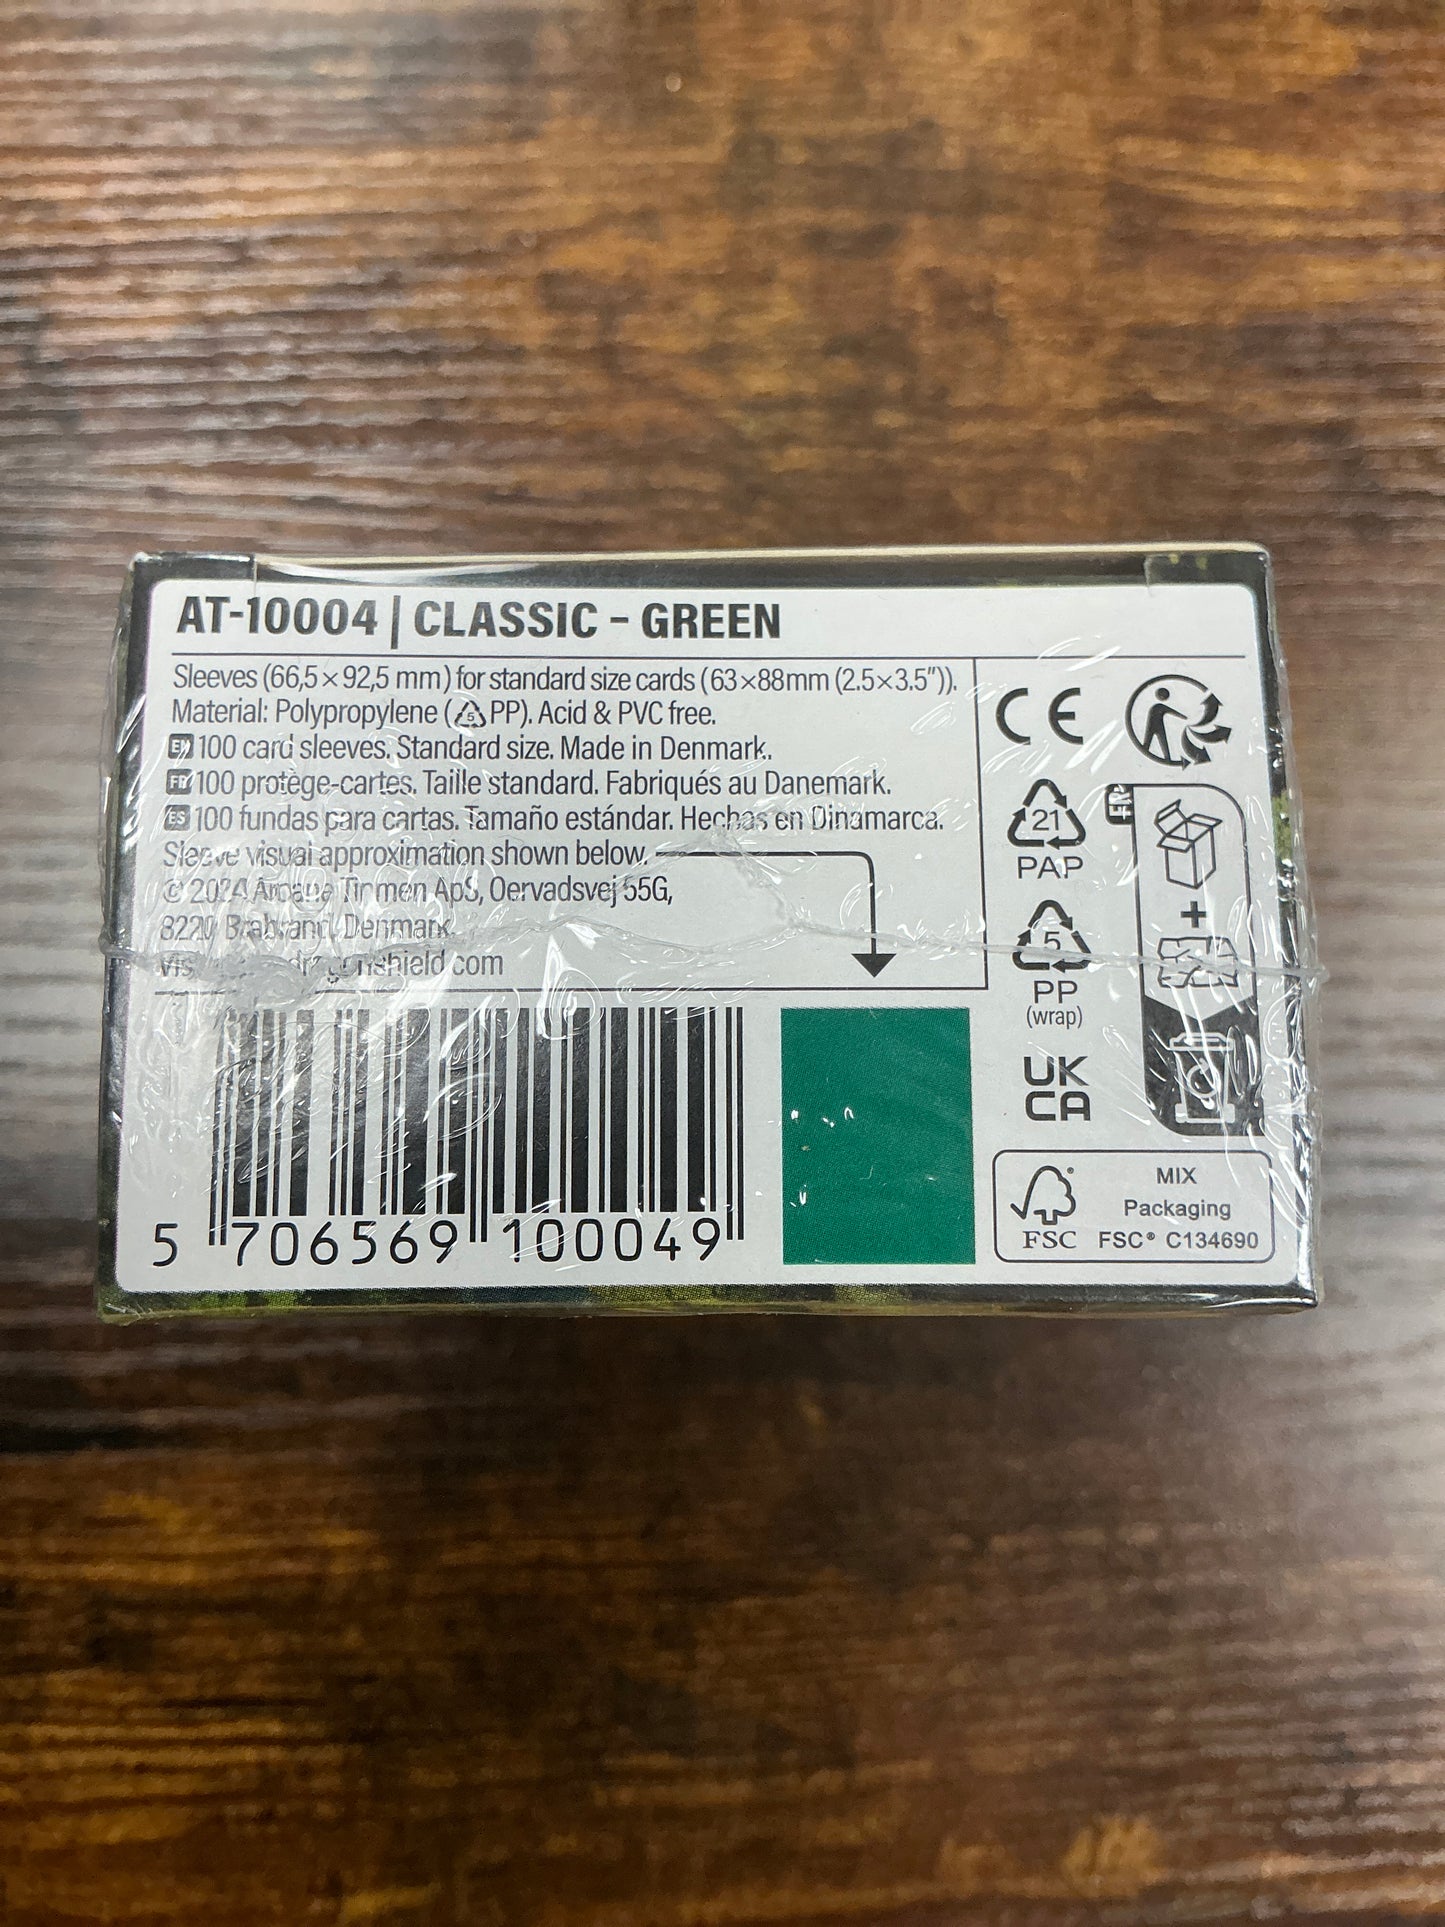 AT-10004 | CLASSIC - GREEN
Sleeves (66,5 × 92,5 mm) for standard size cards (63×88mm (2.5×3.5")).
Material: Polypropylene (5 PP). Acid & PVC free.
EN 100 card sleeves. Standard size. Made in Denmark.
FR 100 protège-cartes. Taille standard. Fabriqués au Danemark.
ES 100 fundas para cartas. Tamaño estándar. Hechas en Dinamarca.
Sleeve visual approximation shown below.
© 2024 Arcane Tinmen ApS, Oervadsvej 55G,
8220 Brabrand, Denmark.
dragonshield.com
5 706569 100049
CE
21
PAP
5
PP
(wrap)
UK
CA
FR
+
MIX
Packaging
FSC FSC® C134690